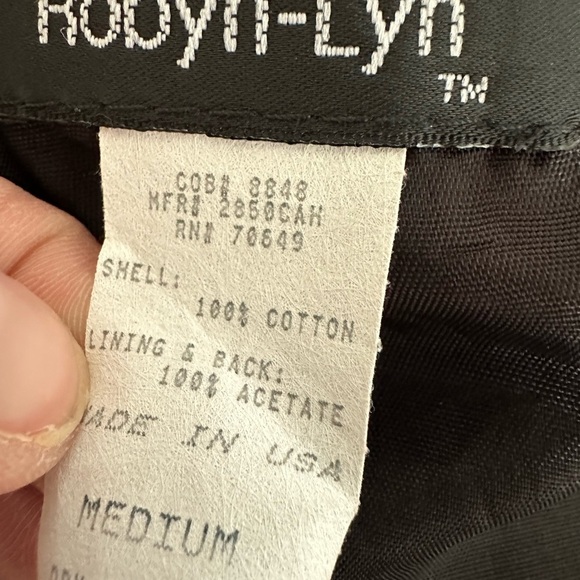 Robyn-Lyn
TM
COB# 8848
MFR# 2850CAH
RN# 70649
SHELL:
100% COTTON
LINING & BACK:
100% ACETATE
MADE IN USA
MEDIUM